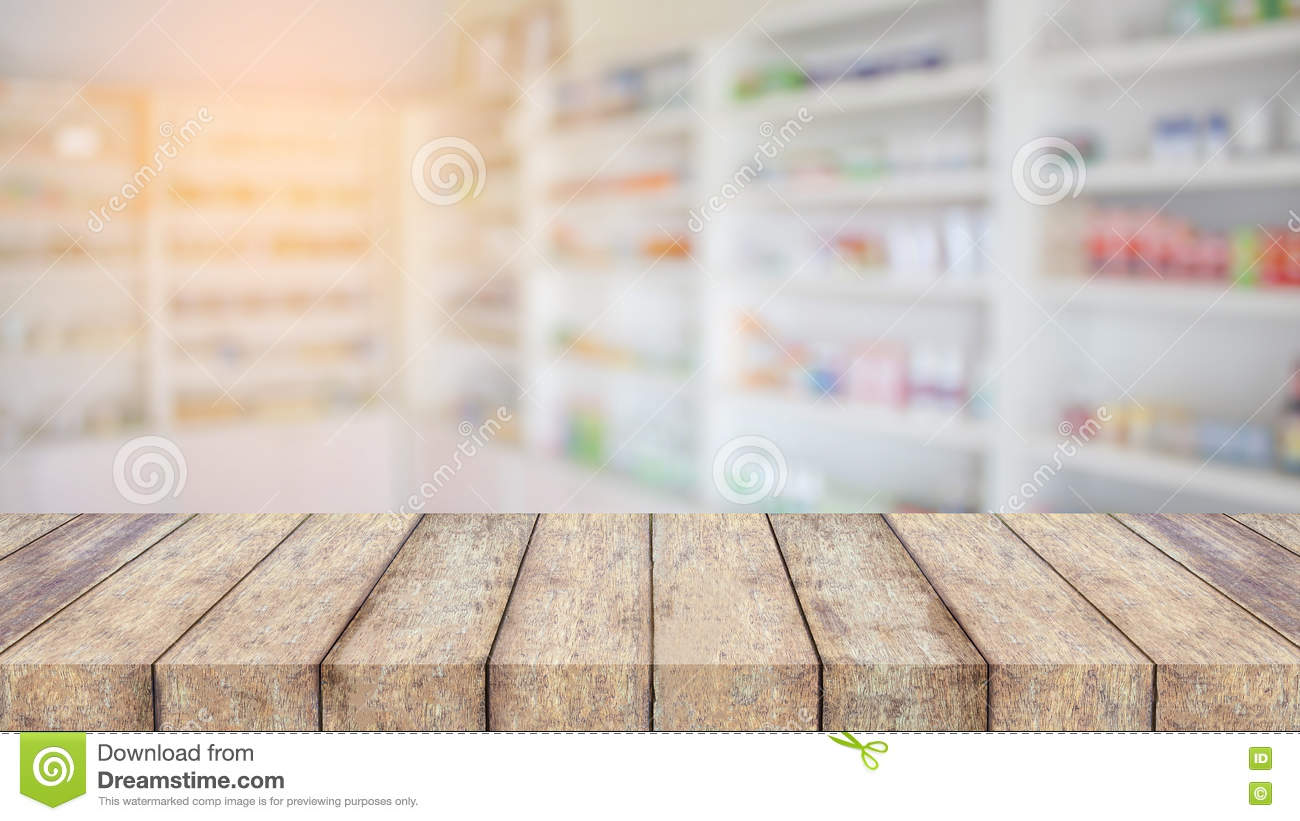 dreamstime
dreamstime
dreamstime
dreamstime
Download from
Dreamstime.com
This watermarked comp image is for previewing purposes only.
ID
©